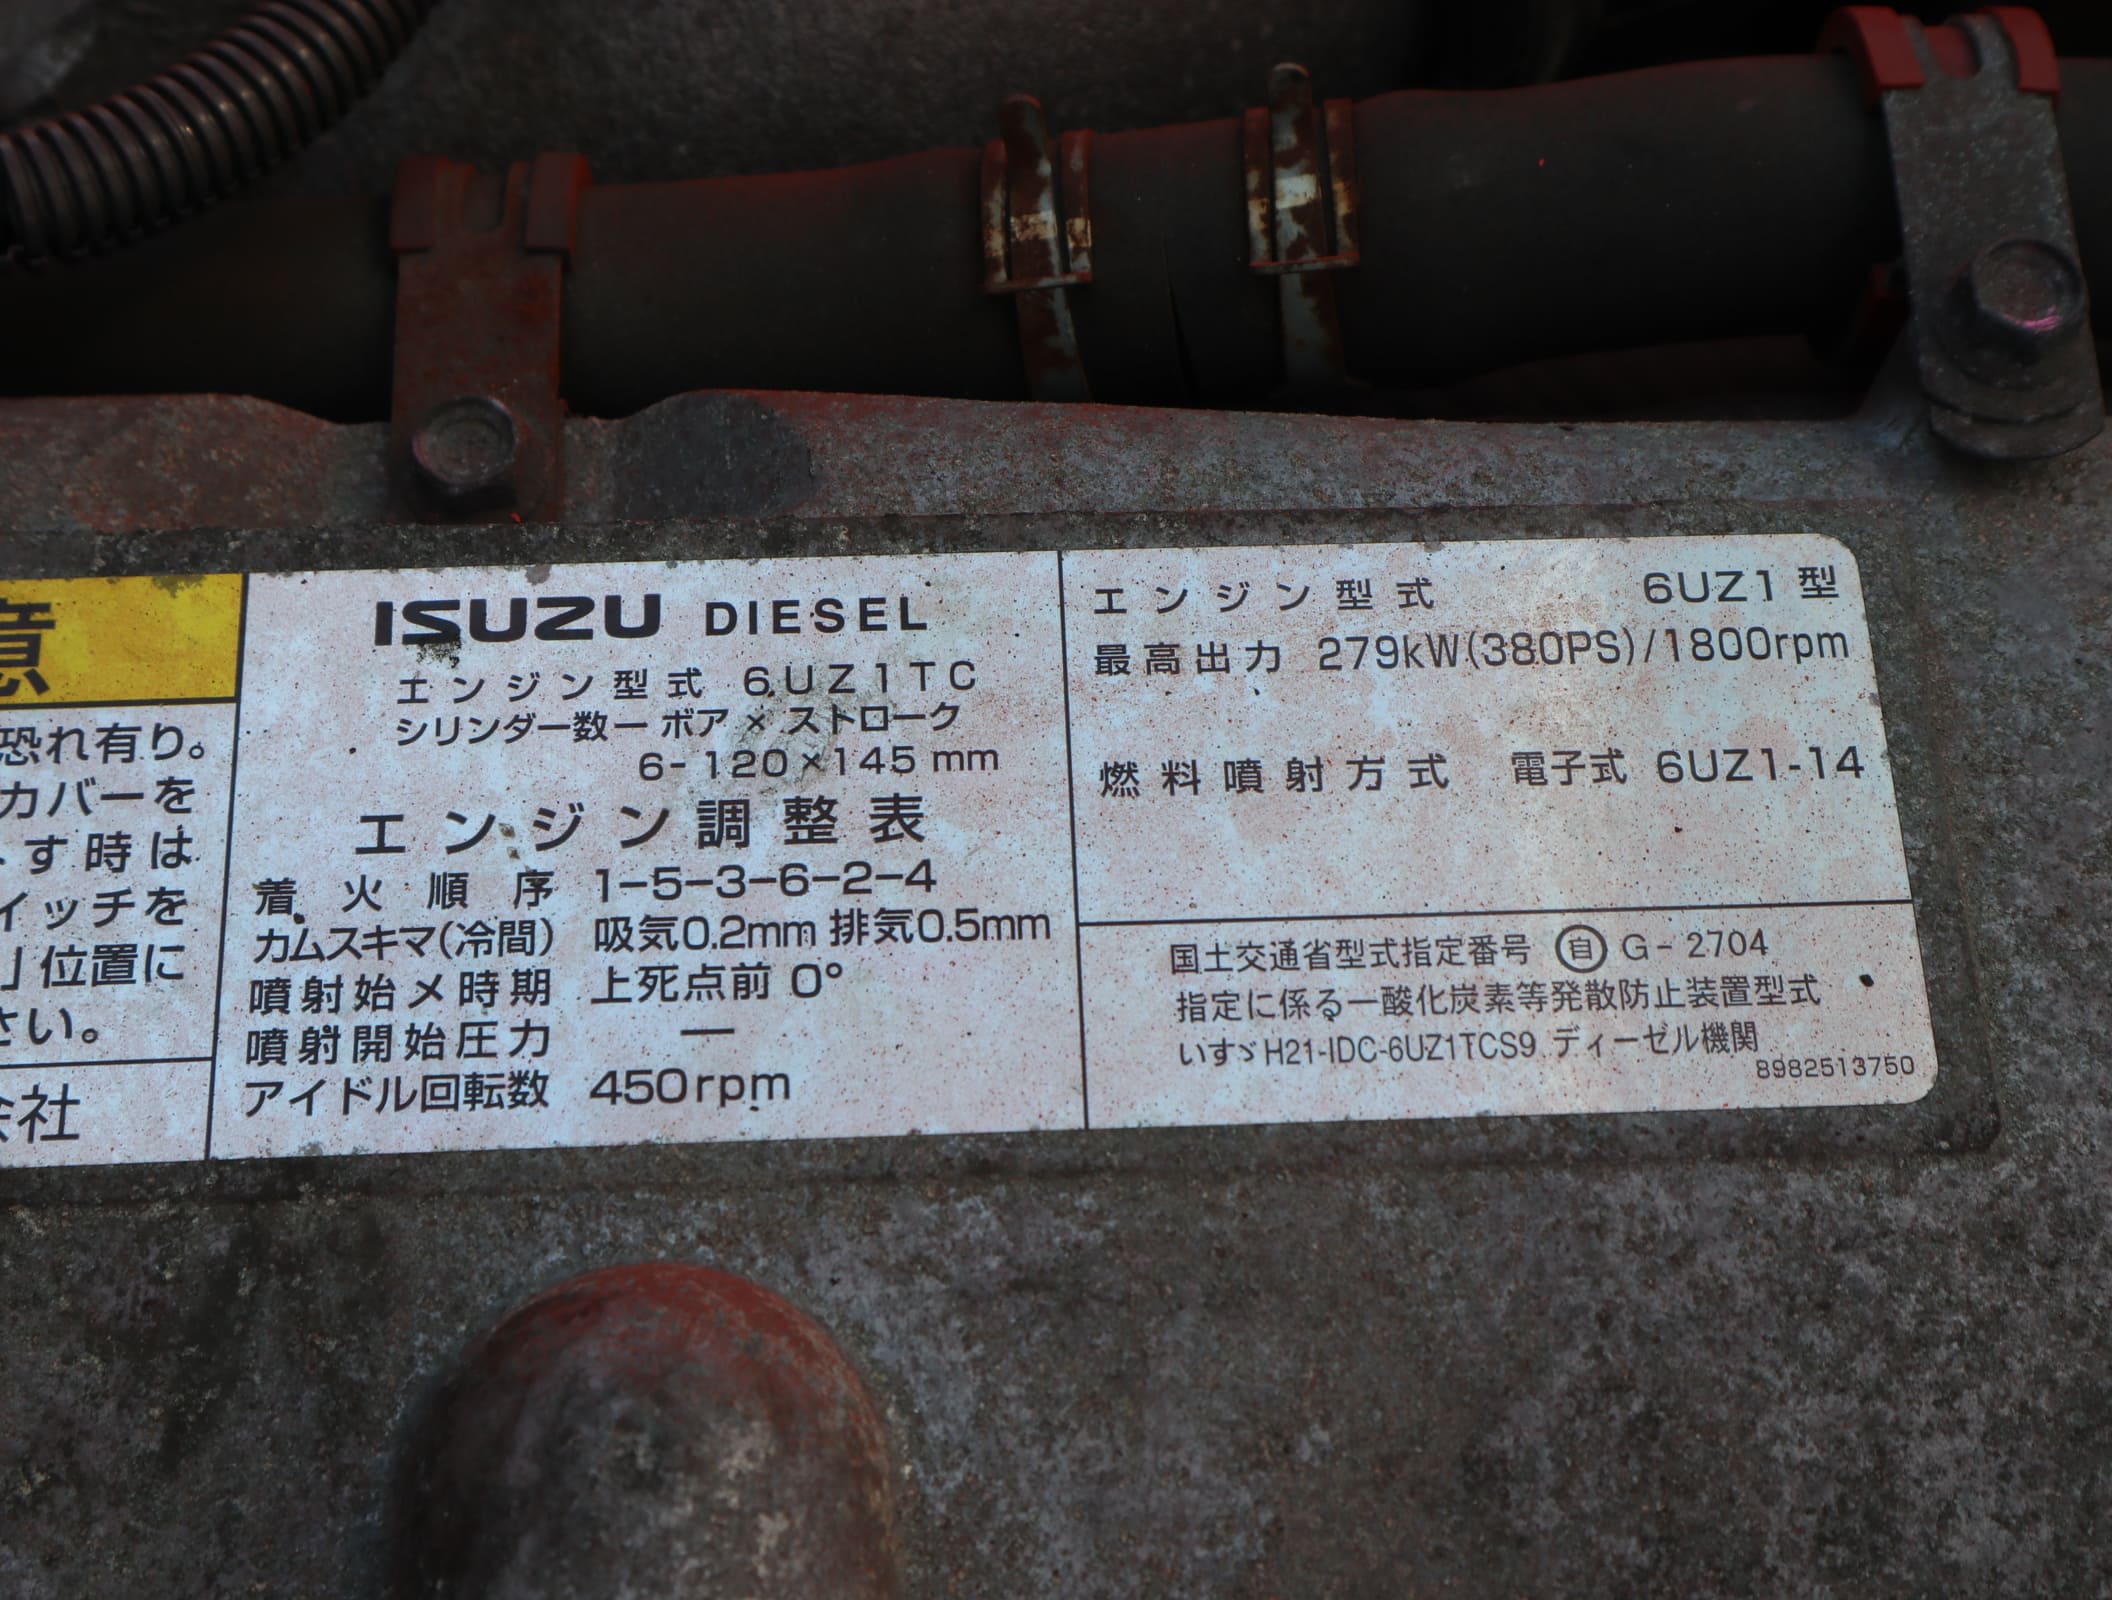 意
恐れ有り。
カバーを
す時は
イッチを
」位置に
さい。
会社
ISUZU DIESEL
エンジン型式 6UZ1TC
シリンダー数ー ボア × ストローク
6-120×145 mm
エンジン調整表
着火順序 1-5-3-6-2-4
カムスキマ(冷間) 吸気0.2mm 排気0.5mm
噴射始メ時期 上死点前 0°
噴射開始圧力 —
アイドル回転数 450rpm
エンジン型式 6UZ1型
最高出力 279kW(380PS)/1800rpm
燃料噴射方式 電子式 6UZ1-14
国土交通省型式指定番号 自 G-2704
指定に係る一酸化炭素等発散防止装置型式
いすゞH21-IDC-6UZ1TCS9 ディーゼル機関
8982513750